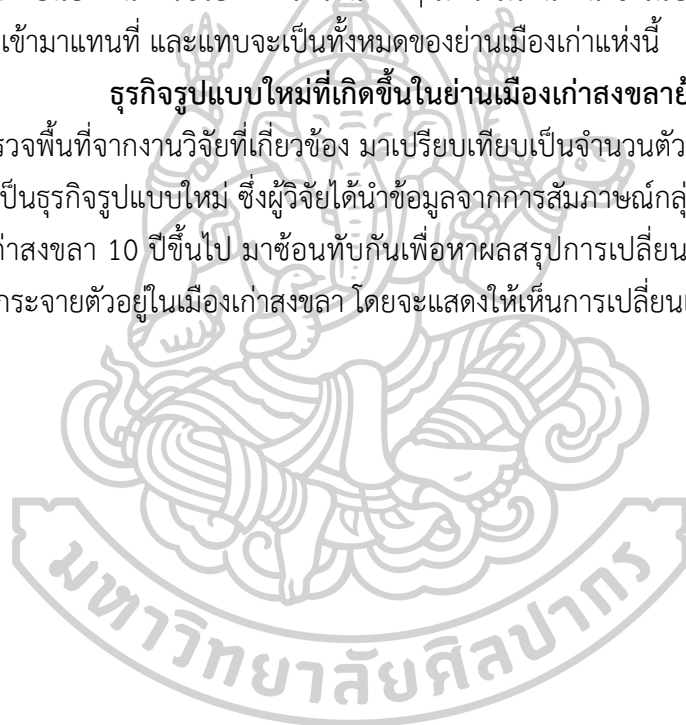 เข้ามาแทนที่ และแทบจะเป็นทั้งหมดของย่านเมืองเก่าแห่งนี้
ธุรกิจรูปแบบใหม่ที่เกิดขึ้นในย่านเมืองเก่าสงขลาย้
รวจพื้นที่จากงานวิจัยที่เกี่ยวข้อง มาเปรียบเทียบเป็นจำนวนตัว
ป็นธุรกิจรูปแบบใหม่ ซึ่งผู้วิจัยได้นำข้อมูลจากการสัมภาษณ์กลุ่
ก่าสงขลา 10 ปีขึ้นไป มาซ้อนทับกันเพื่อหาผลสรุปการเปลี่ยน
กระจายตัวอยู่ในเมืองเก่าสงขลา โดยจะแสดงให้เห็นการเปลี่ยน
มหาวิทยาลัยศิลปากร